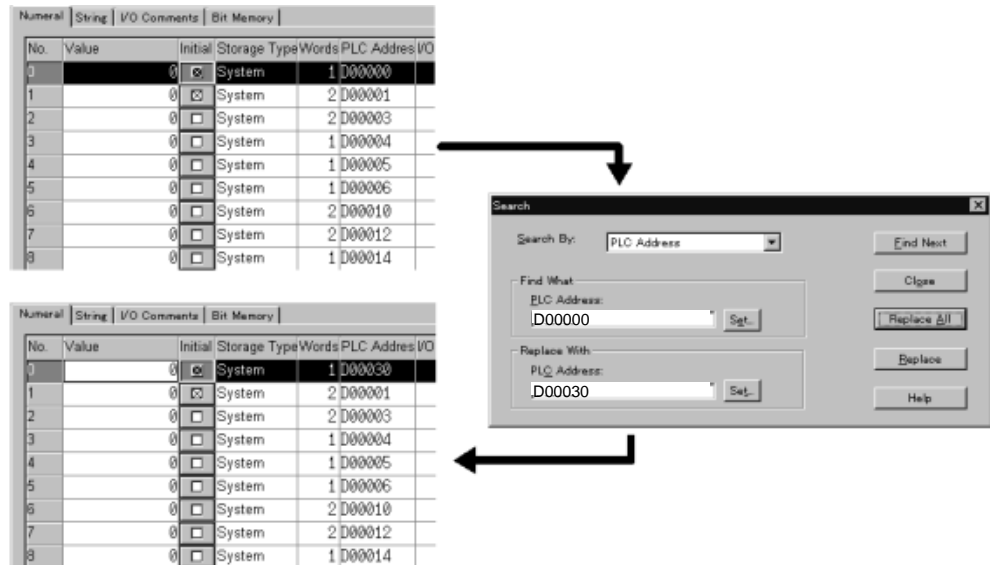 Numeral String I/O Comments Bit Memory
No. Value Initial Storage Type Words PLC Addres I/O
0 0 System 1 D00000
1 0 System 2 D00001
2 0 System 2 D00003
3 0 System 1 D00004
4 0 System 1 D00005
5 0 System 1 D00006
6 0 System 2 D00010
7 0 System 2 D00012
8 0 System 1 D00014
Search
Search By: PLC Address Find Next
Close
Find What
PLC Address:
D00000 Set... Replace All
Replace With
PLC Address: Replace
D00030 Set... Help
Numeral String I/O Comments Bit Memory
No. Value Initial Storage Type Words PLC Addres I/O
0 0 System 1 D00030
1 0 System 2 D00001
2 0 System 2 D00003
3 0 System 1 D00004
4 0 System 1 D00005
5 0 System 1 D00006
6 0 System 2 D00010
7 0 System 2 D00012
8 0 System 1 D00014